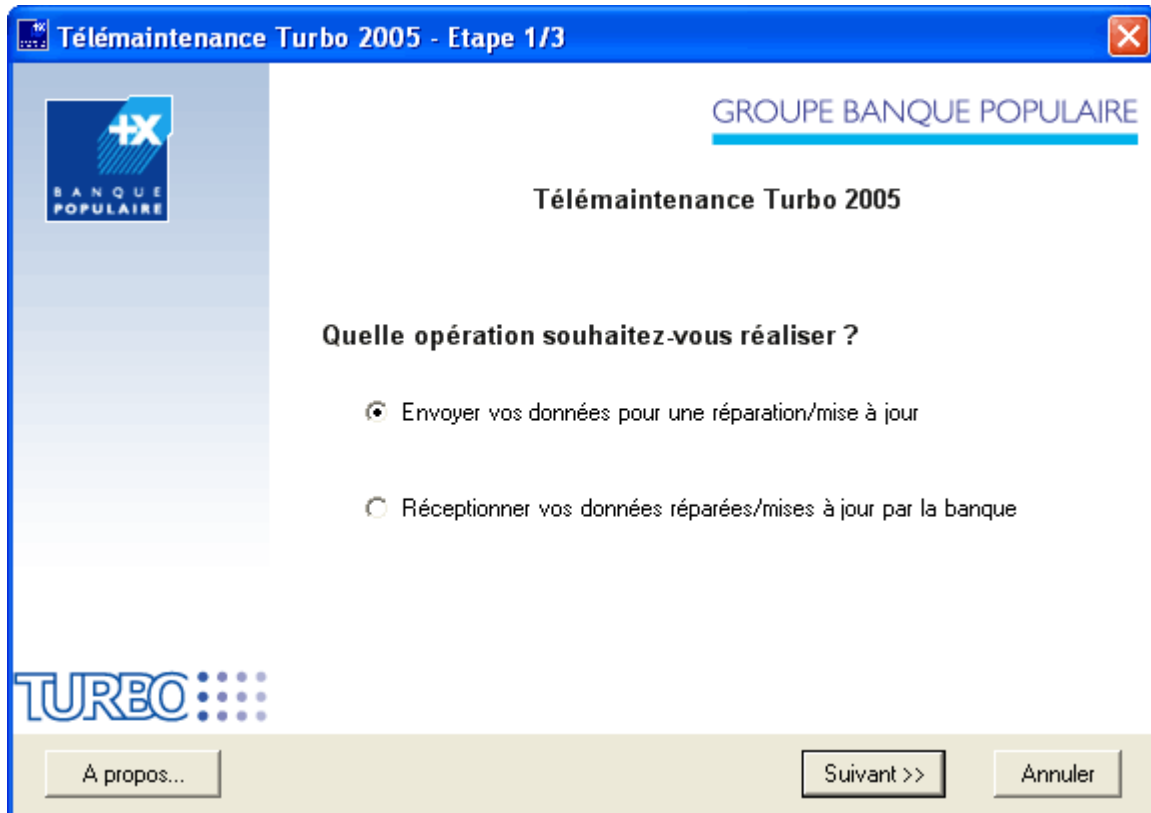 Télémaintenance Turbo 2005 - Etape 1/3
+X
BANQUE
POPULAIRE
GROUPE BANQUE POPULAIRE
Télémaintenance Turbo 2005
Quelle opération souhaitez-vous réaliser ?
Envoyer vos données pour une réparation/mise à jour
Réceptionner vos données réparées/mises à jour par la banque
TURBO
A propos...
Suivant >>
Annuler